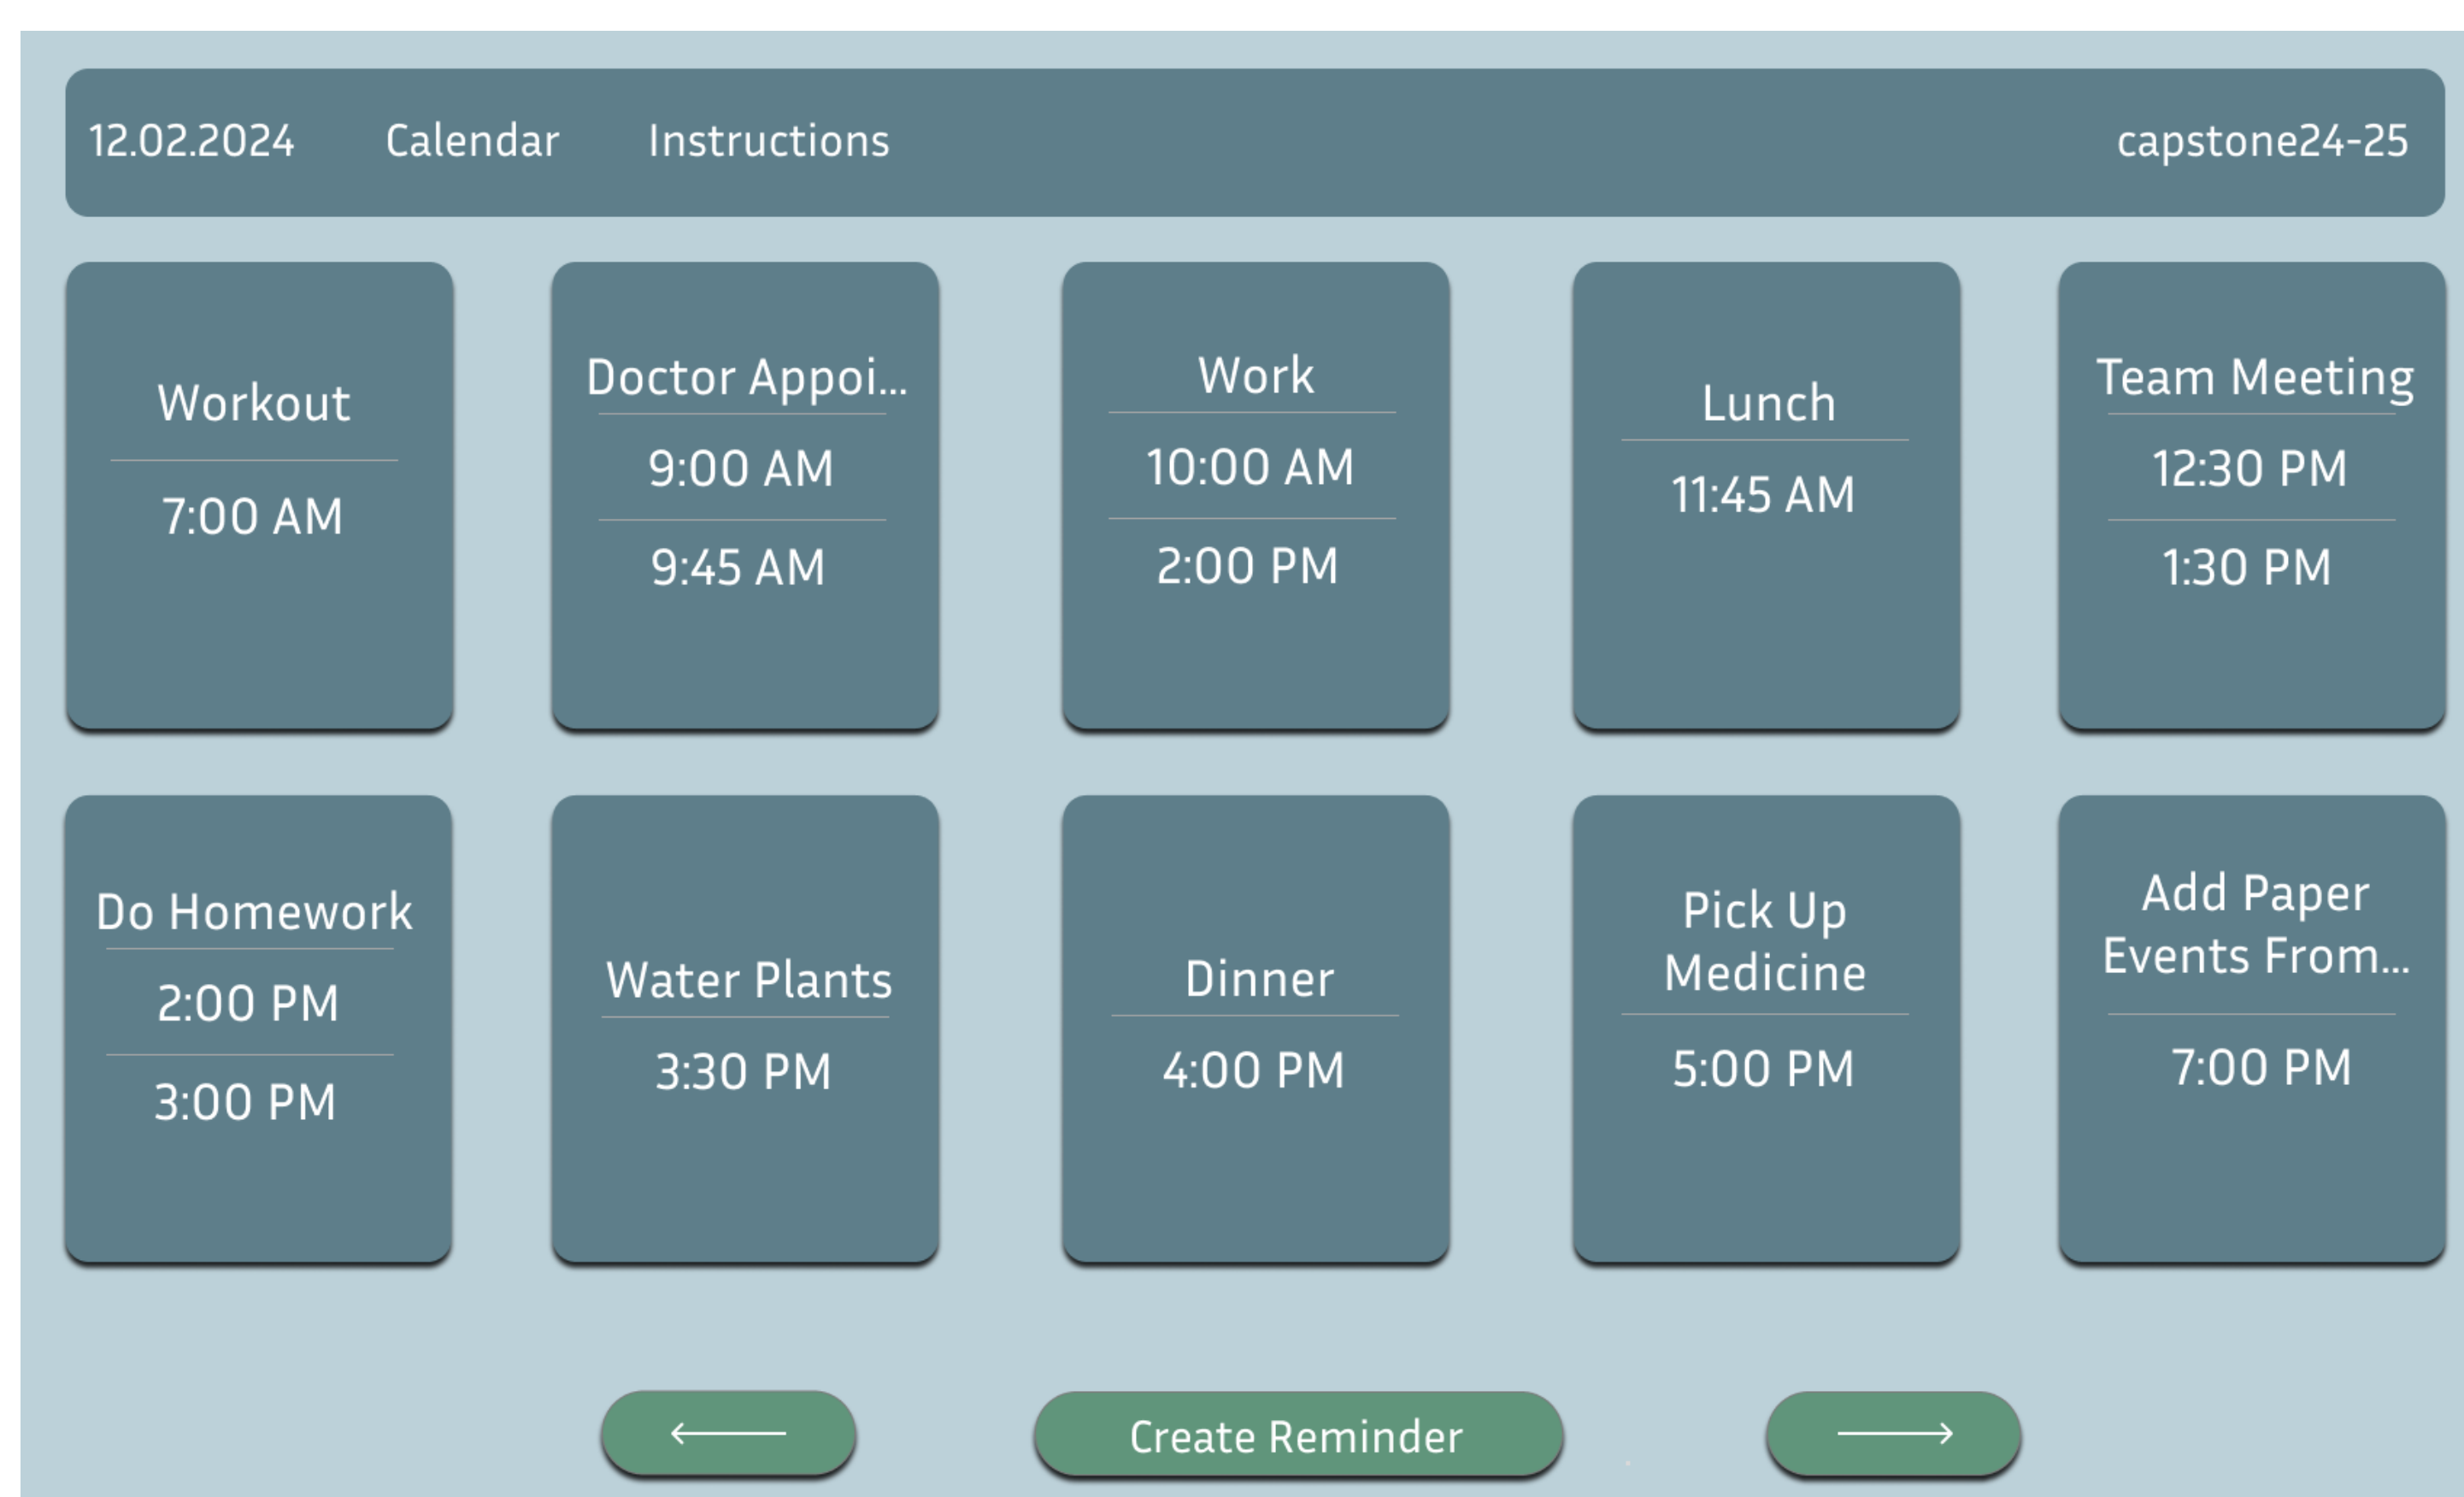 12.02.2024 Calendar Instructions capstone24-25
Workout
7:00 AM
Doctor Appoi...
9:00 AM
9:45 AM
Work
10:00 AM
2:00 PM
Lunch
11:45 AM
Team Meeting
12:30 PM
1:30 PM
Do Homework
2:00 PM
3:00 PM
Water Plants
3:30 PM
Dinner
4:00 PM
Pick Up
Medicine
5:00 PM
Add Paper
Events From...
7:00 PM
Create Reminder